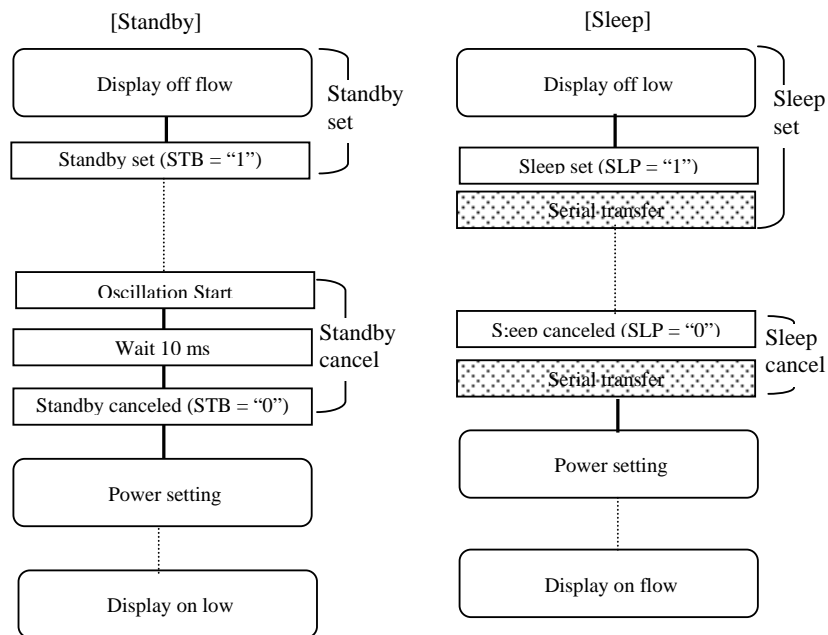 [Standby]
Display off flow
Standby
set
Standby set (STB = “1”)
Oscillation Start
Standby
cancel
Wait 10 ms
Standby canceled (STB = “0”)
Power setting
Display on low
[Sleep]
Display off low
Sleep
set
Sleep set (SLP = “1”)
Serial transfer
Sleep canceled (SLP = “0”)
Sleep
cancel
Serial transfer
Power setting
Display on flow